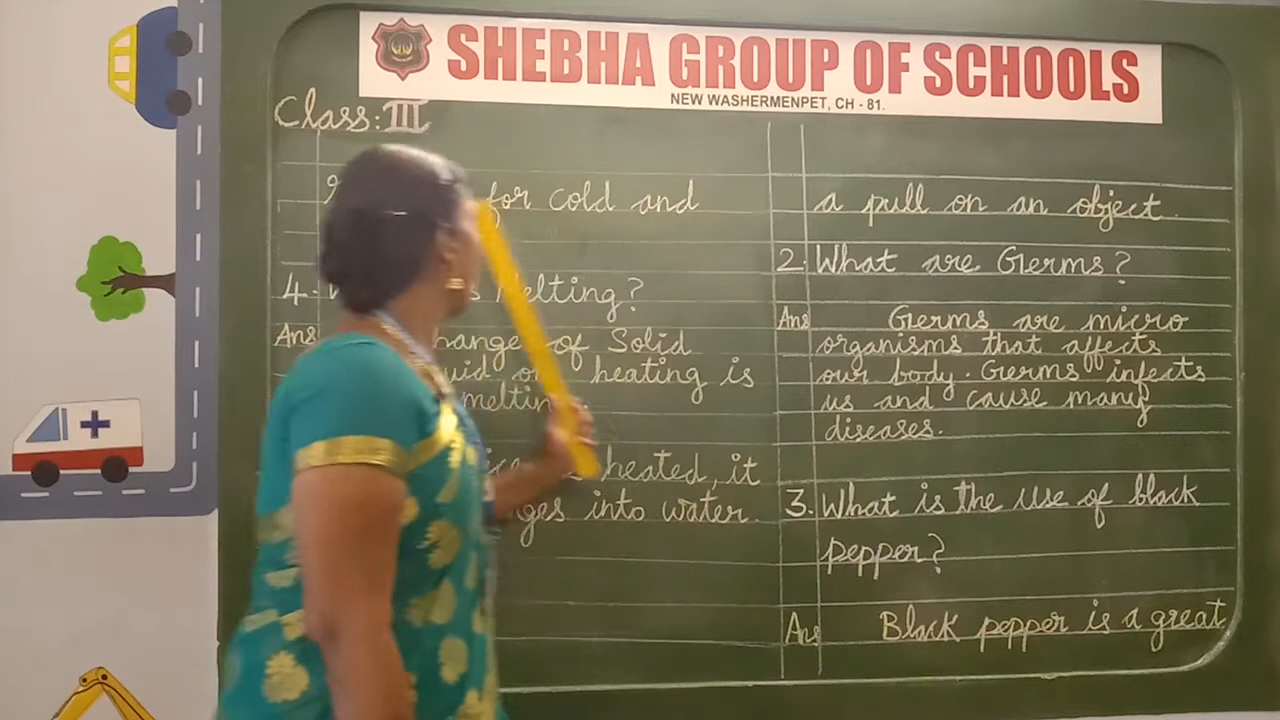 SHEBHA GROUP OF SCHOOLS
NEW WASHERMENPET, CH - 81.
Class: III
for cold and
4.
Melting?
Ans
of Solid
heating is
heated, it
into water.
a pull on an object.
2. What are Germs?
Ans Germs are micro
organisms that affects
our body. Germs infects
us and cause many
diseases.
3. What is the use of black
pepper?
Ans Black pepper is a great